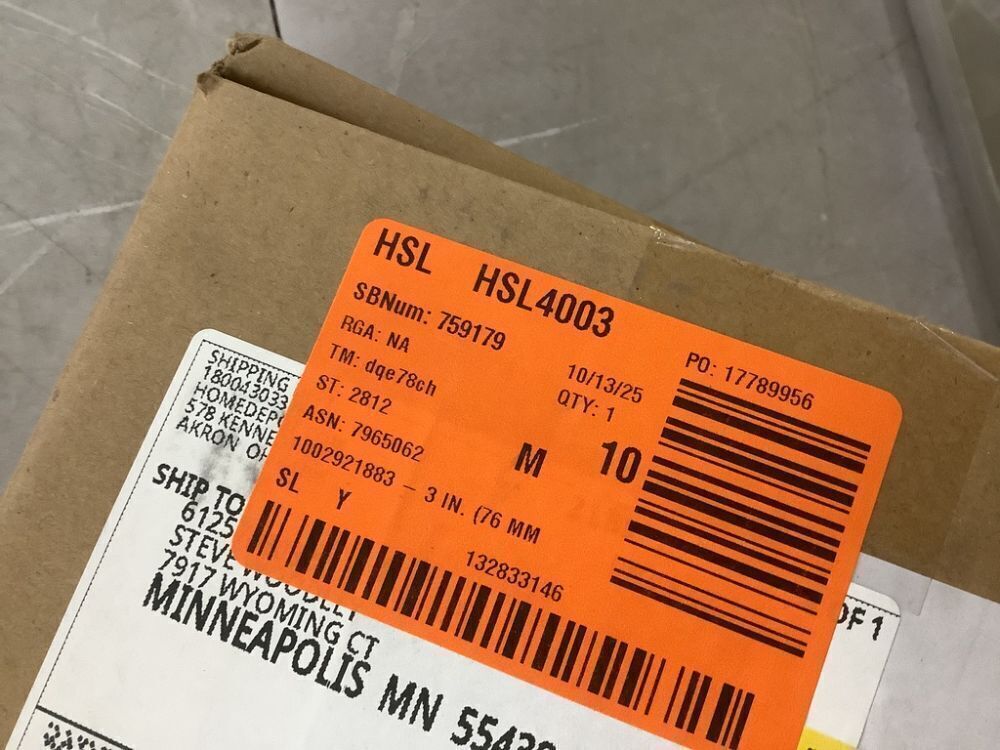 HSL HSL4003
SBNum: 759179
RGA: NA
TM: dqe78ch
ST: 2812
ASN: 7965062
1002921883 - 3 IN. (76 MM
SL Y
10/13/25
QTY: 1
M 10
PO: 17789956
132833146
SHIPPING
18004303
HOMEDEP
578 KENNE
AKRON OH
SHIP TO
6125
STEVE
7917 WYOMING CT
MINNEAPOLIS MN 5543
OF 1